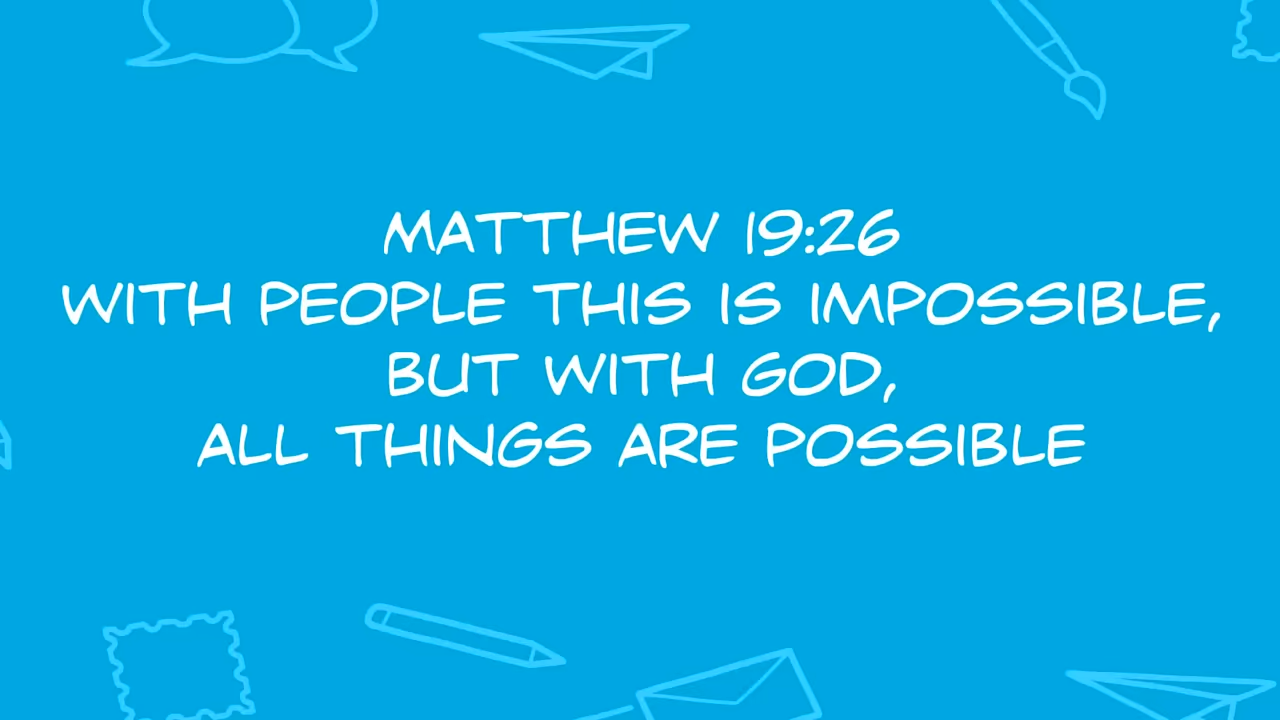 MATTHEW 19:26
WITH PEOPLE THIS IS IMPOSSIBLE,
BUT WITH GOD,
ALL THINGS ARE POSSIBLE